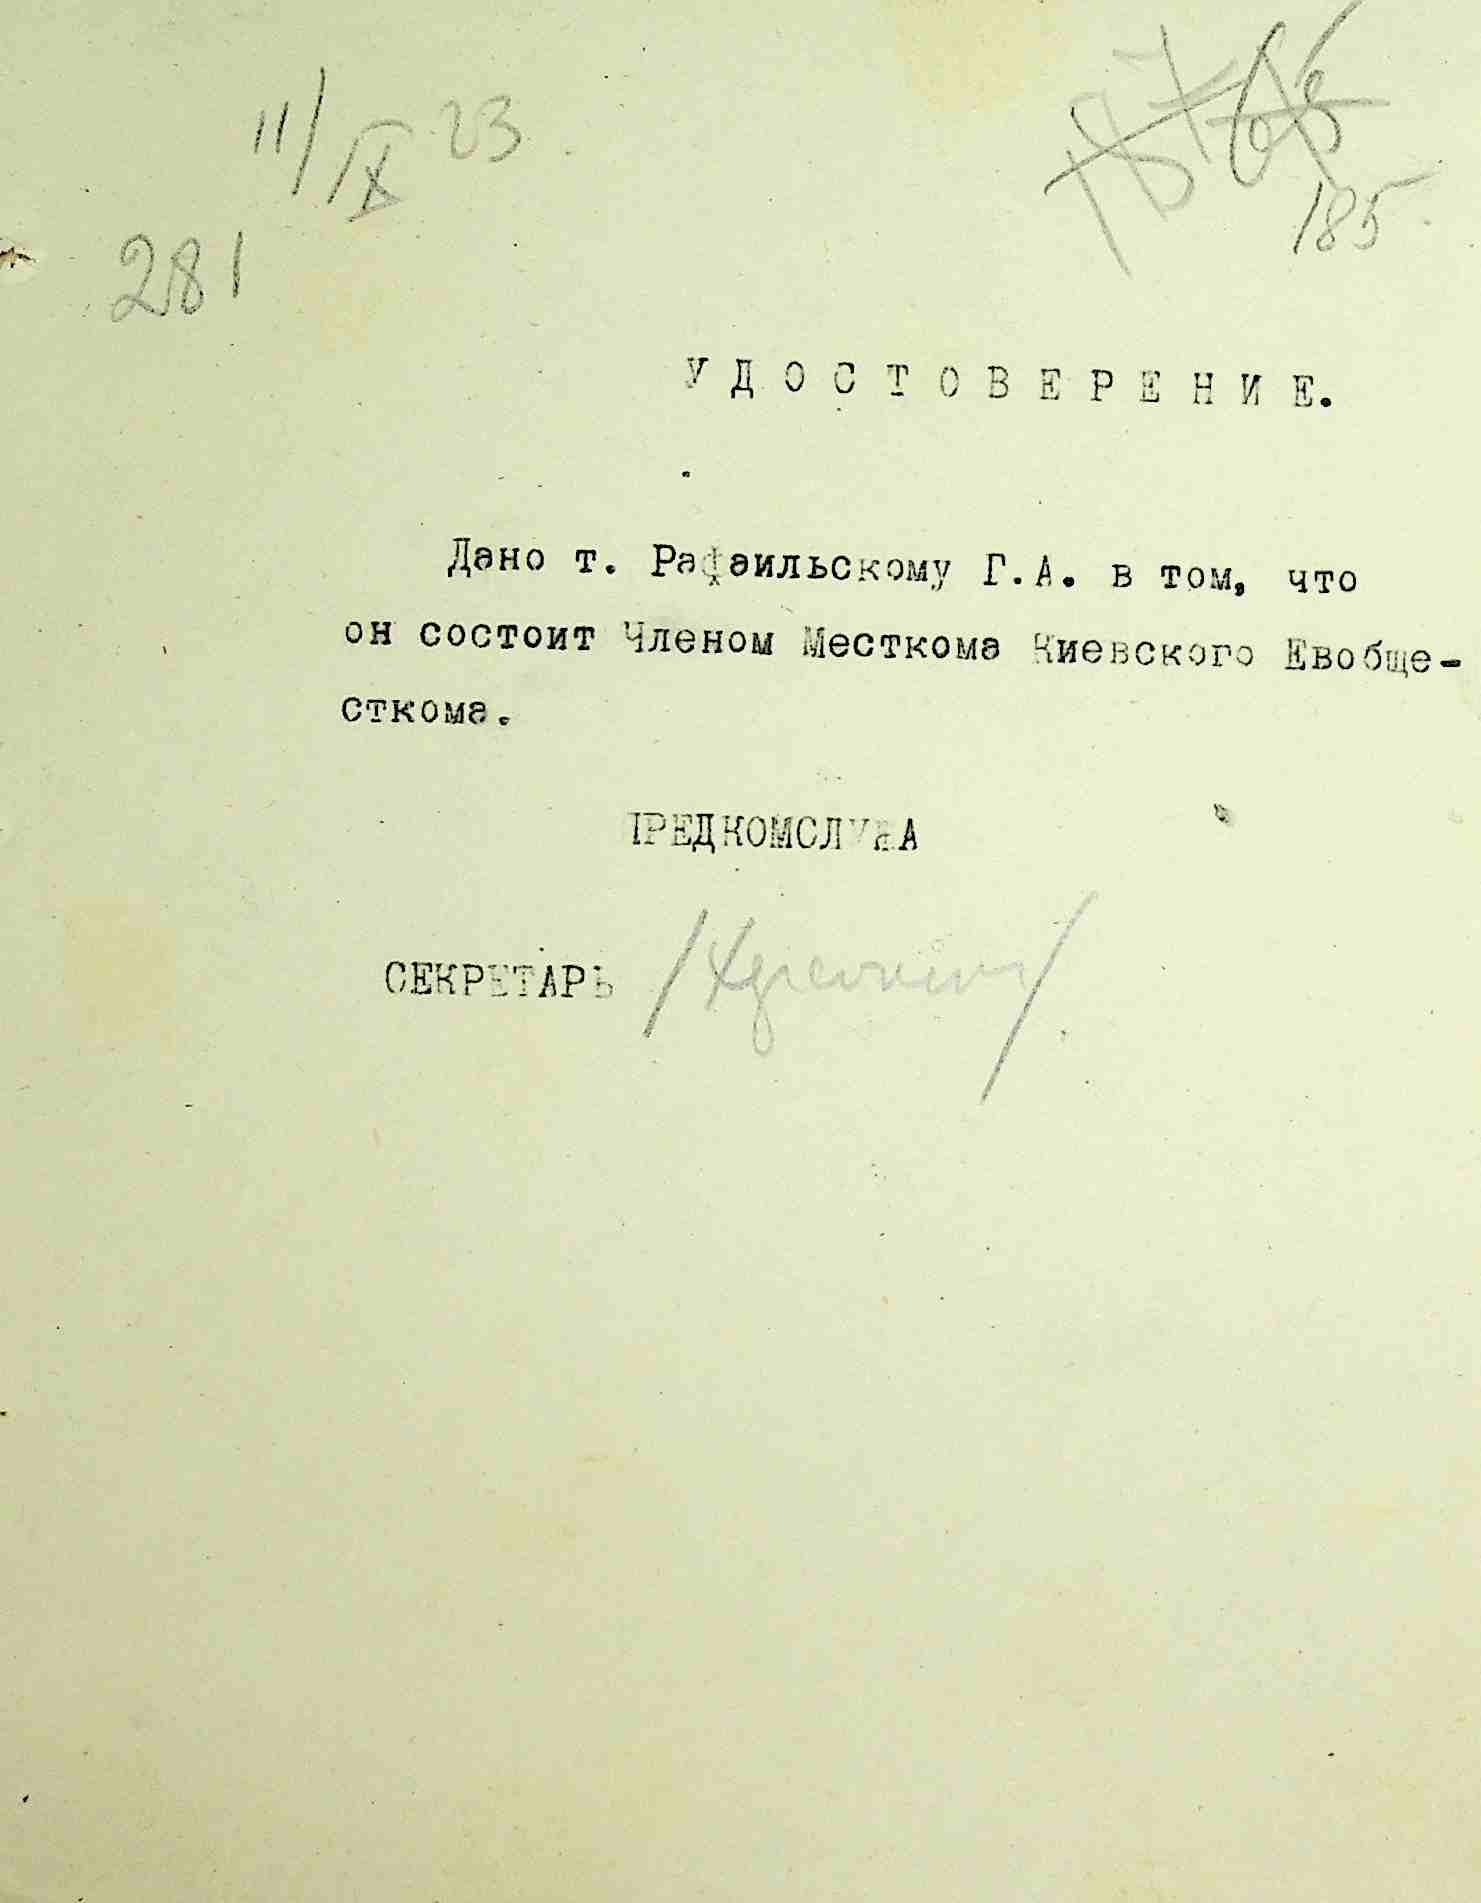 11/IX 23
281
185
УДОСТОВЕРЕНИЕ.
Дано т. Рафаильскому Г.А. в том, что
он состоит Членом Месткома Киевского Евобще-
сткома.
ПРЕДКОМСЛУЖА
СЕКРЕТАРЬ